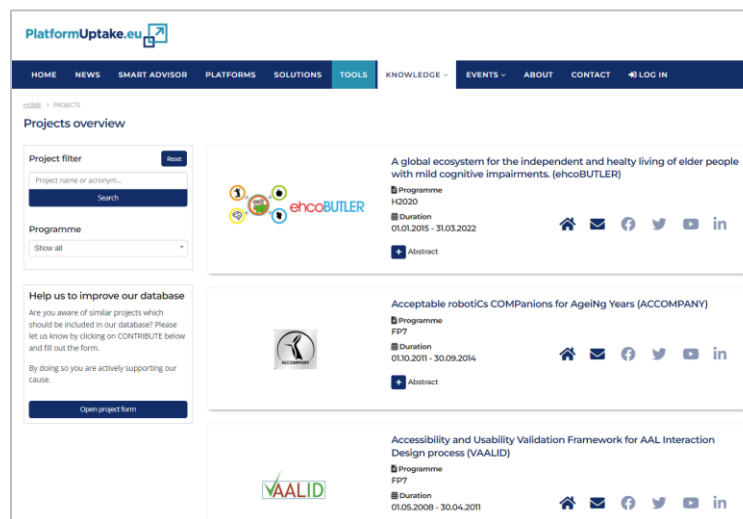 PlatformUptake.eu
HOME NEWS SMART ADVISOR PLATFORMS SOLUTIONS TOOLS KNOWLEDGE EVENTS ABOUT CONTACT LOG IN
HOME > PROJECTS
Projects overview
Project filter Reset
Project name or acronym...
Search
Programme
Show all
Help us to improve our database
Are you aware of similar projects which
should be included in our database? Please
let us know by clicking on CONTRIBUTE below
and fill out the form.
By doing so you are actively supporting our
cause.
Open project form
ehcoBUTLER
A global ecosystem for the independent and healty living of elder people
with mild cognitive impairments. (ehcoBUTLER)
Programme
H2020
Duration
01.01.2015 - 31.03.2022
Abstract
ACCOMPANY
Acceptable robotiCs COMPanions for AgeiNg Years (ACCOMPANY)
Programme
FP7
Duration
01.10.2011 - 30.09.2014
Abstract
VAALID
Accessibility and Usability Validation Framework for AAL Interaction
Design process (VAALID)
Programme
FP7
Duration
01.05.2008 - 30.04.2011